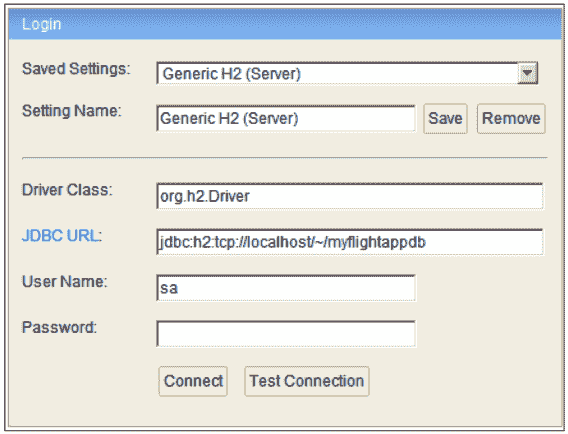 Login
Saved Settings: Generic H2 (Server)
Setting Name: Generic H2 (Server) Save Remove
Driver Class: org.h2.Driver
JDBC URL: jdbc:h2:tcp://localhost/~/myflightappdb
User Name: sa
Password:
Connect Test Connection